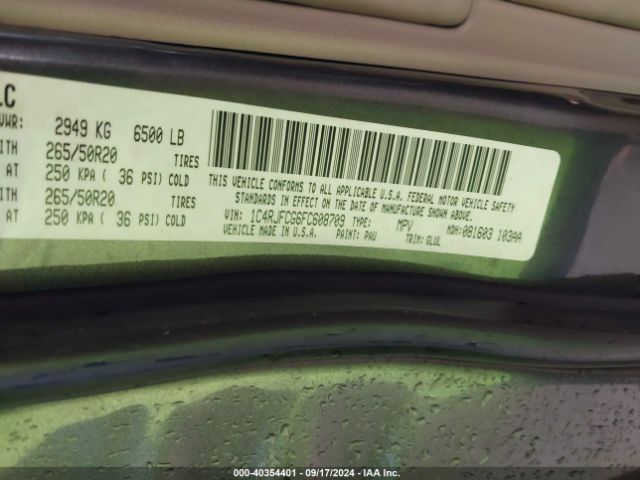 LC
VWR: 2949 KG 6500 LB
ITH 265/50R20 TIRES
AT 250 KPA ( 36 PSI) COLD
ITH 265/50R20 TIRES
AT 250 KPA ( 36 PSI) COLD
THIS VEHICLE CONFORMS TO ALL APPLICABLE U.S.A. FEDERAL MOTOR VEHICLE SAFETY
STANDARDS IN EFFECT ON THE DATE OF MANUFACTURE SHOWN ABOVE.
VIN: 1C4RJFCG6FC608709 TYPE: MPV MDH: 081603 103AA
VEHICLE MADE IN U.S.A. PAINT: PAU TRIM: GLUL
000-40354401 - 09/17/2024 - IAA Inc.